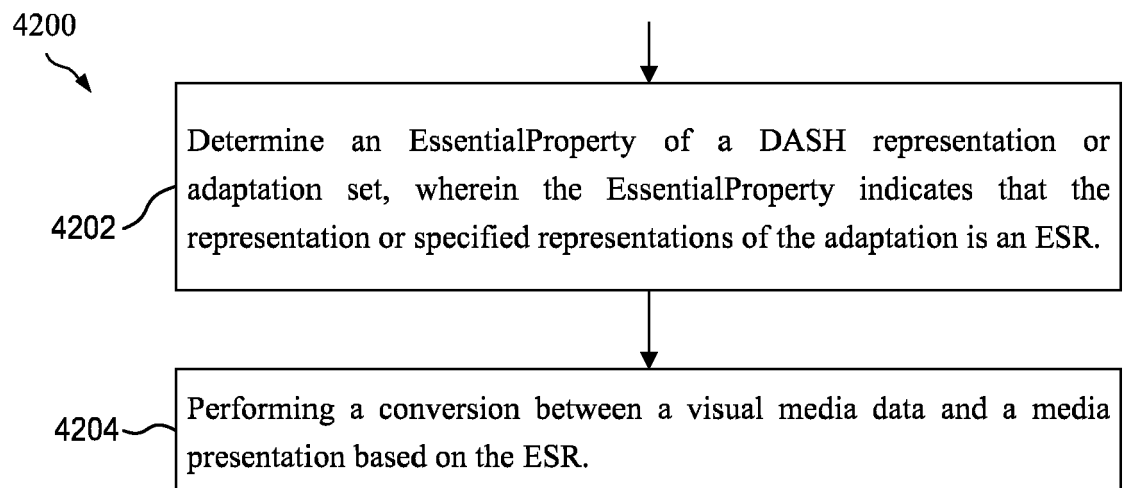 4200
Determine an EssentialProperty of a DASH representation or
adaptation set, wherein the EssentialProperty indicates that the
representation or specified representations of the adaptation is an ESR.
4202
Performing a conversion between a visual media data and a media
presentation based on the ESR.
4204